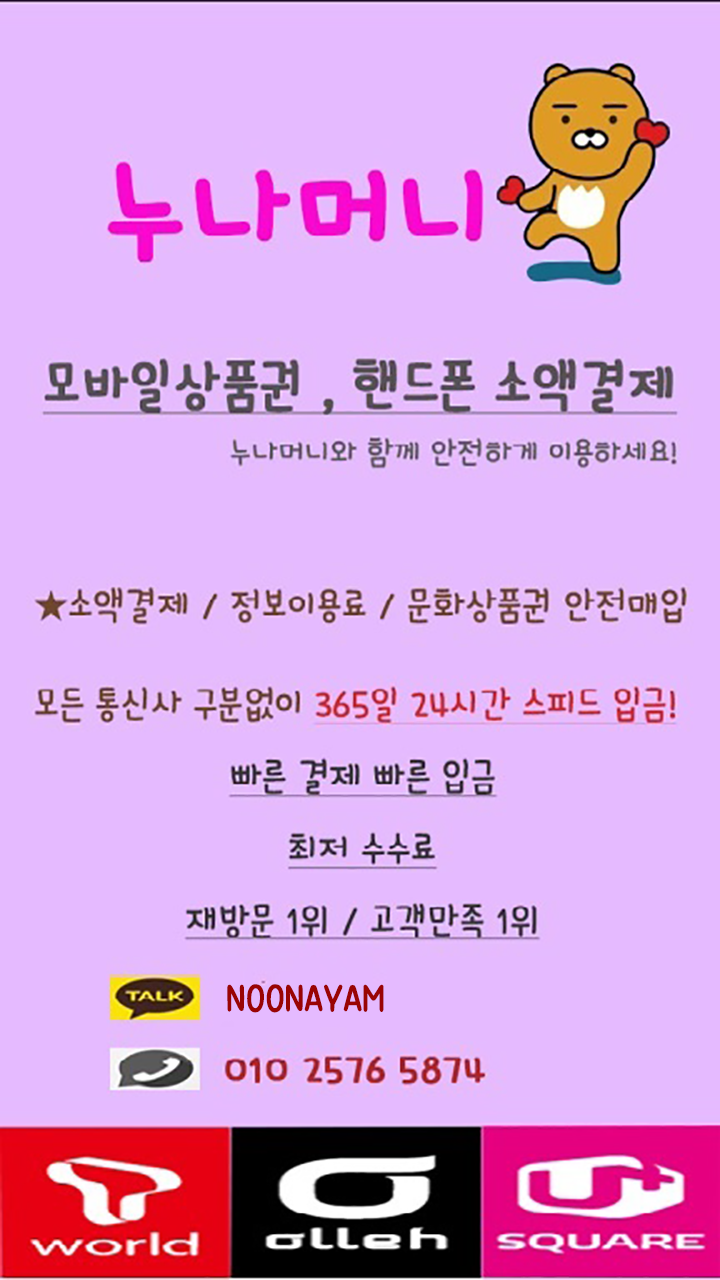 누나머니
모바일상품권 , 핸드폰 소액결제
누나머니와 함께 안전하게 이용하세요!
★소액결제 / 정보이용료 / 문화상품권 안전매입
모든 통신사 구분없이 365일 24시간 스피드 입금!
빠른 결제 빠른 입금
최저 수수료
재방문 1위 / 고객만족 1위
TALK NOONAYAM
010 2576 5874
T world
olleh
U+ SQUARE